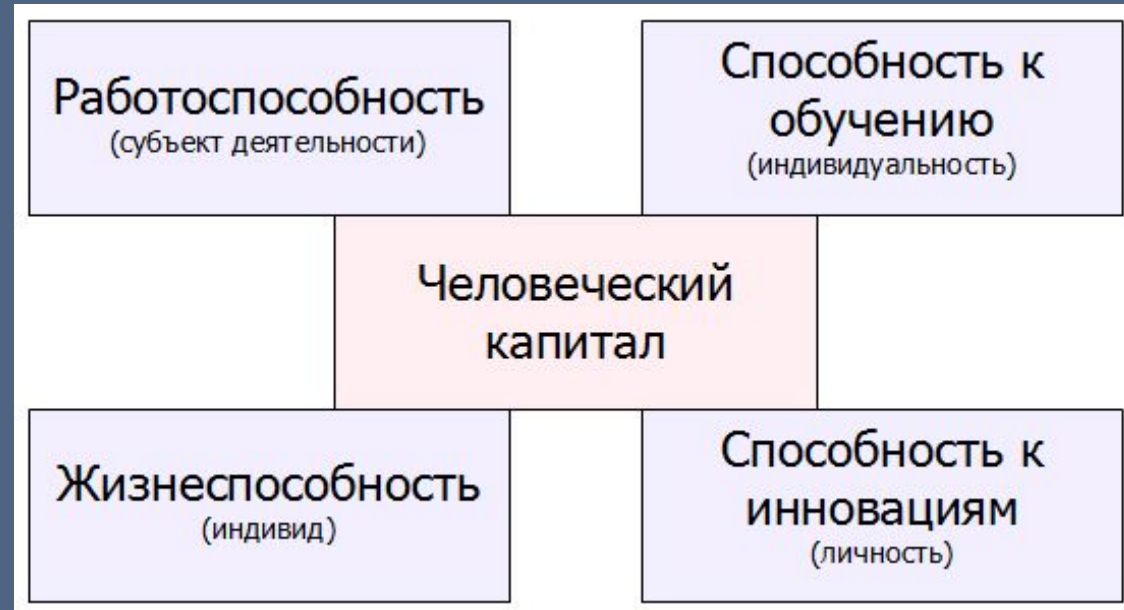 Работоспособность
(субъект деятельности)
Способность к
обучению
(индивидуальность)
Человеческий
капитал
Жизнеспособность
(индивид)
Способность к
инновациям
(личность)